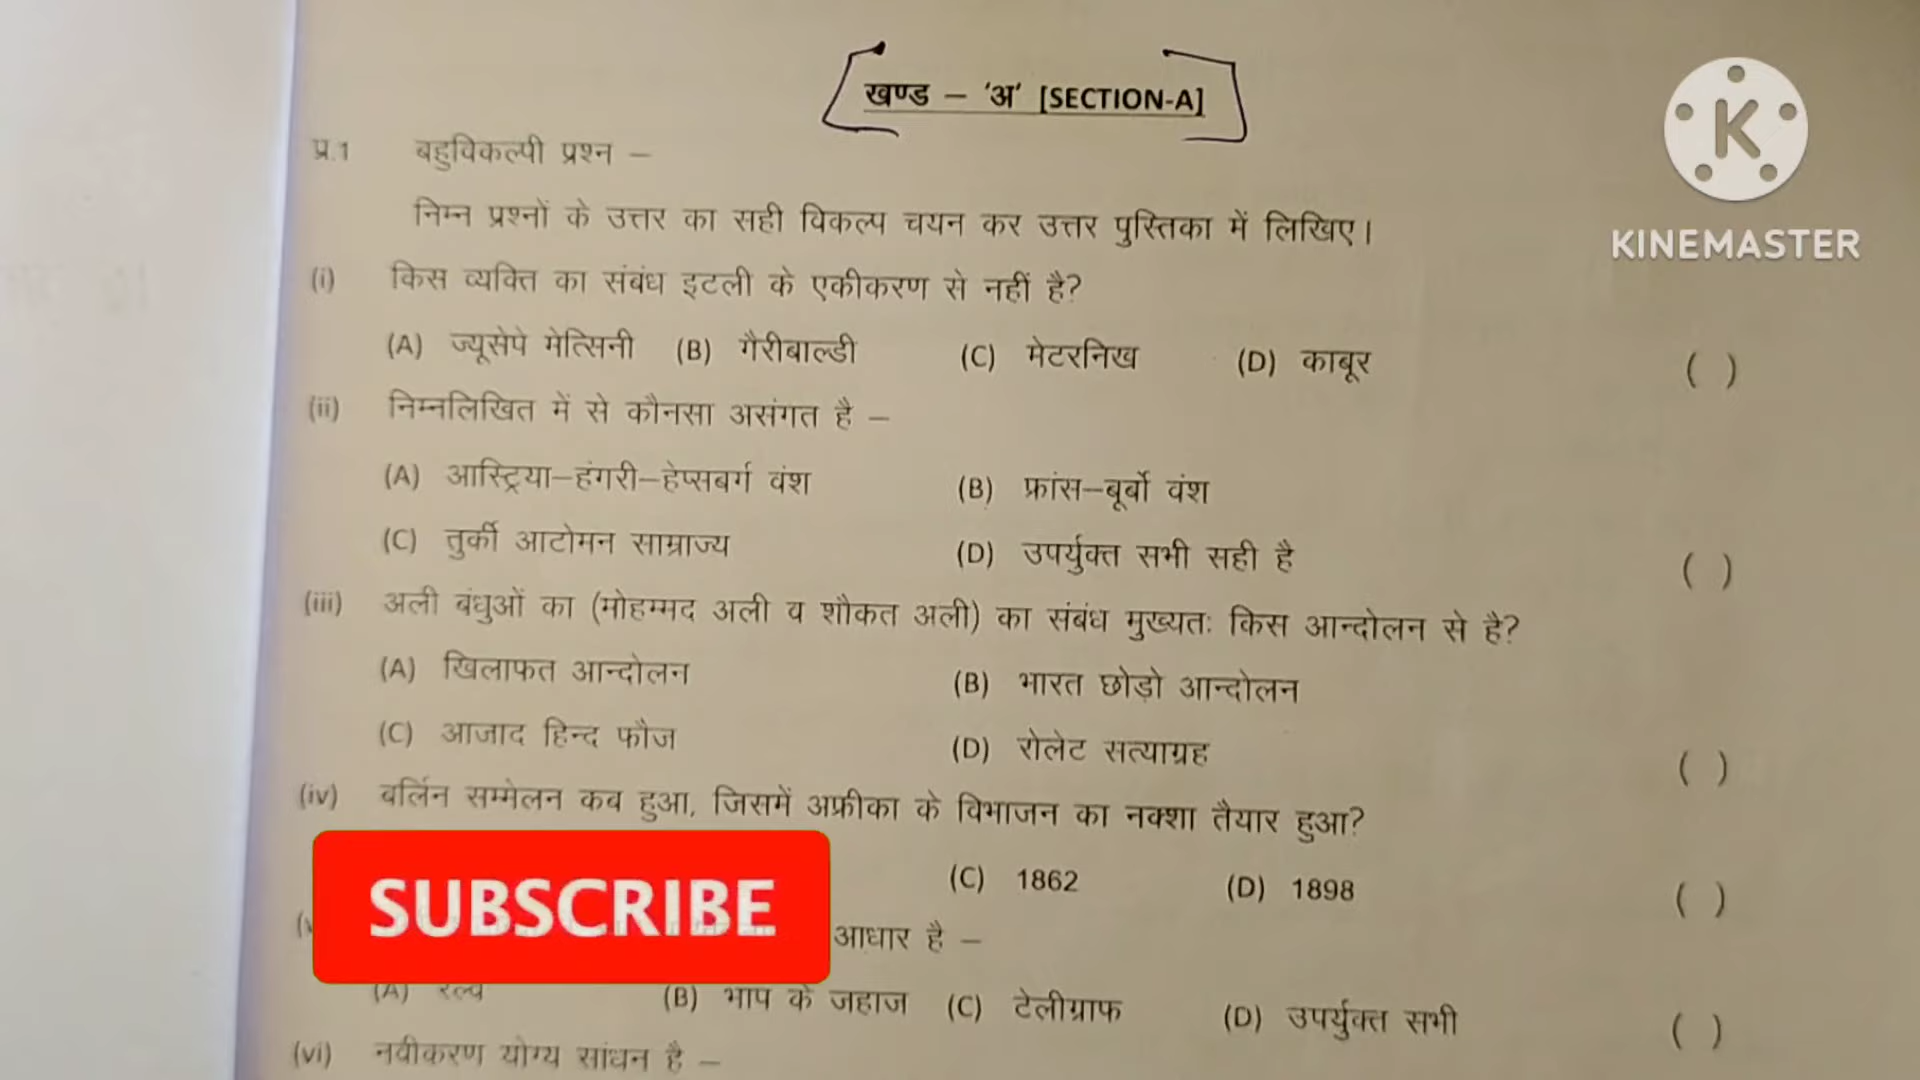 खण्ड – 'अ' [SECTION-A]
KINEMASTER
प्र.1 बहुविकल्पी प्रश्न –
निम्न प्रश्नों के उत्तर का सही विकल्प चयन कर उत्तर पुस्तिका में लिखिए।
(i) किस व्यक्ति का संबंध इटली के एकीकरण से नहीं है?
(A) ज्यूसेपे मेत्सिनी (B) गैरीबाल्डी (C) मेटरनिख (D) काबूर ( )
(ii) निम्नलिखित में से कौनसा असंगत है –
(A) आस्ट्रिया–हंगरी–हेप्सबर्ग वंश (B) फ्रांस–बूर्बो वंश
(C) तुर्की आटोमन साम्राज्य (D) उपर्युक्त सभी सही है ( )
(iii) अली बंधुओं का (मोहम्मद अली व शौकत अली) का संबंध मुख्यतः किस आन्दोलन से है?
(A) खिलाफत आन्दोलन (B) भारत छोड़ो आन्दोलन
(C) आजाद हिन्द फौज (D) रोलेट सत्याग्रह ( )
(iv) बर्लिन सम्मेलन कब हुआ, जिसमें अफ्रीका के विभाजन का नक्शा तैयार हुआ?
(C) 1862 (D) 1898 ( )
SUBSCRIBE
आधार है –
(A) रेल्वे (B) भाप के जहाज (C) टेलीग्राफ (D) उपर्युक्त सभी ( )
(vi) नवीकरण योग्य सांधन है –